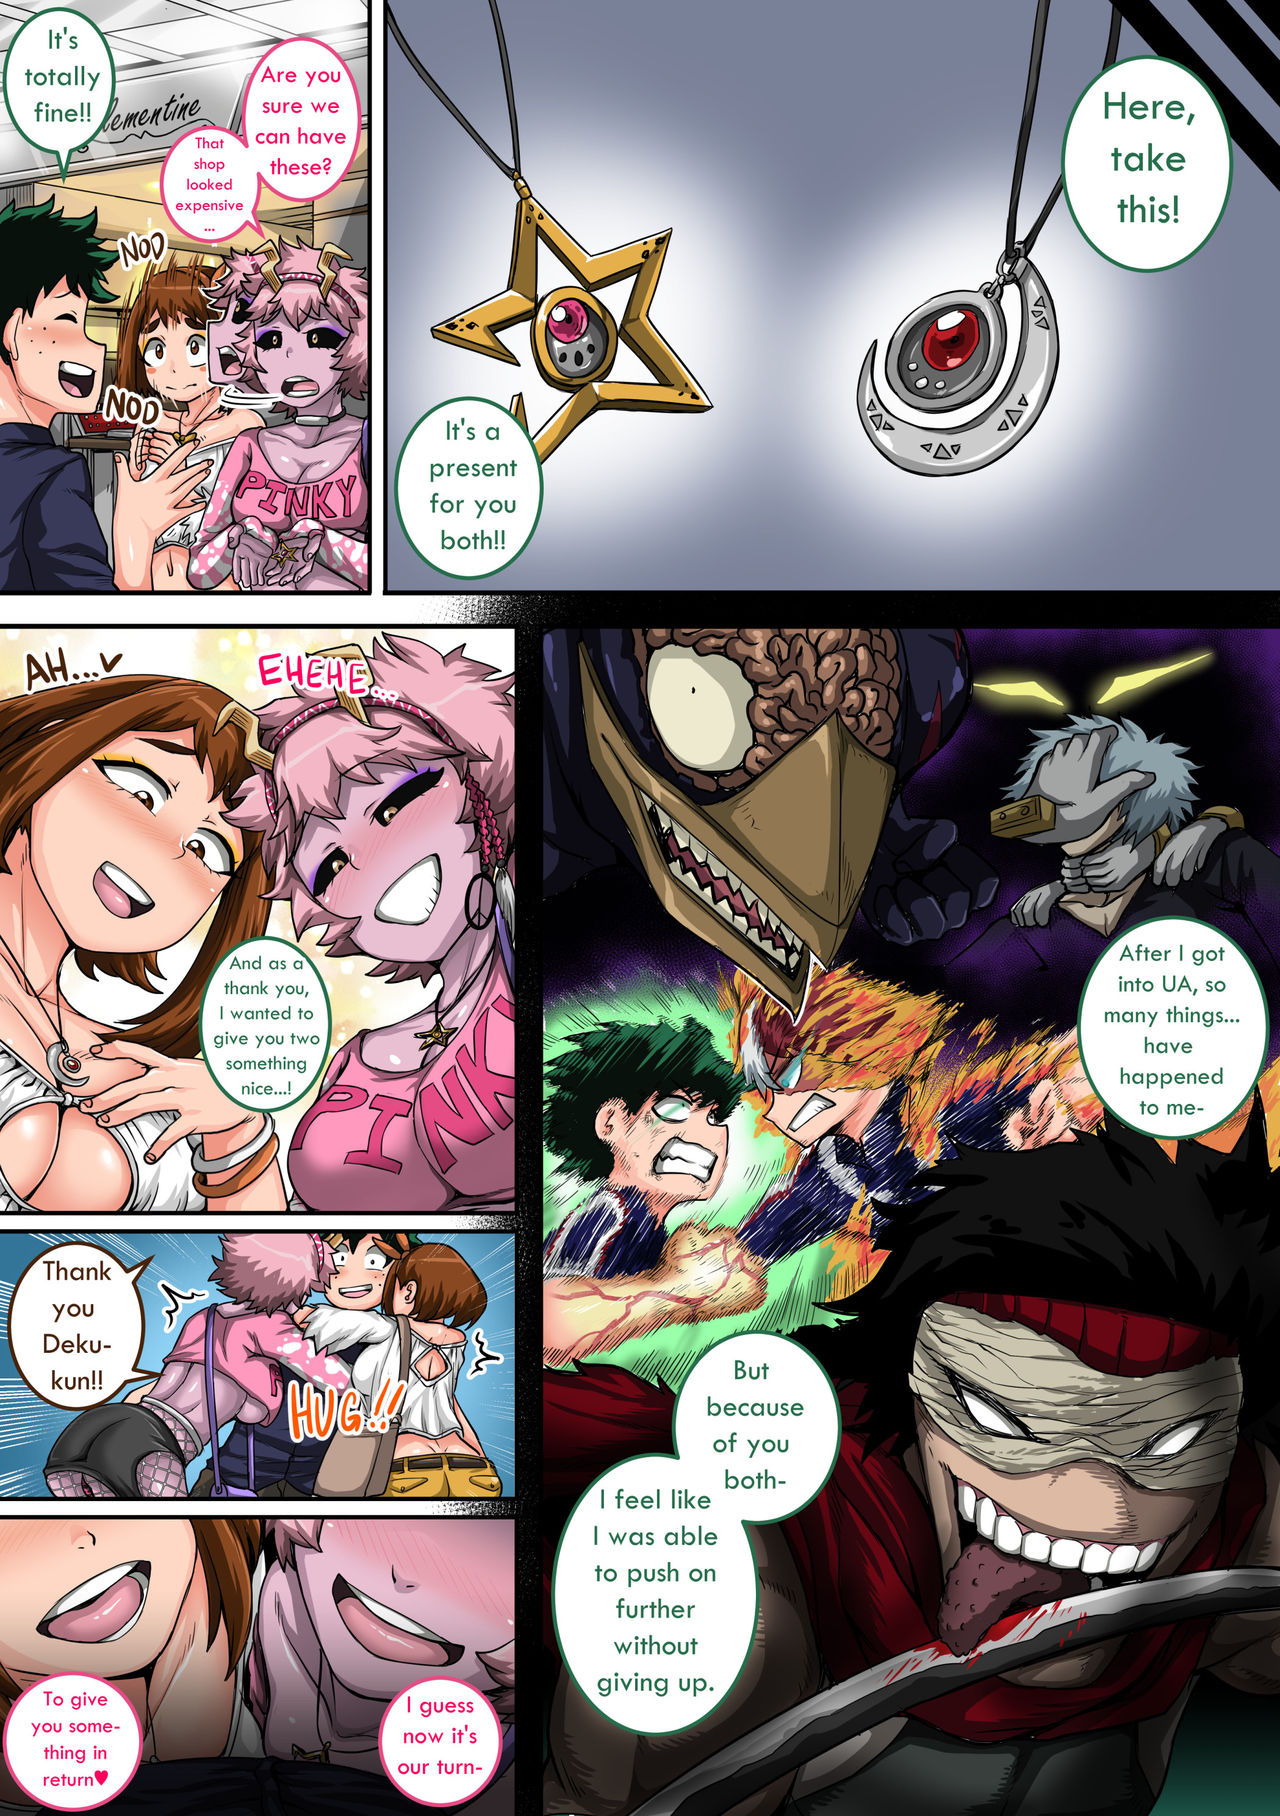 Here,
take
this!
It's a
present
for you
both!!
It's
totally
fine!!
Are you
sure we
can have
these?
That
shop
looked
expensive
...
lementine
NOD
NOD
PINKY
AH...♥
EHEHE...
And as a
thank you,
I wanted to
give you two
something
nice...!
PINKY
After I got
into UA, so
many things...
have
happened
to me-
But
because
of you
both-
I feel like
I was able
to push on
further
without
giving up.
Thank
you
Deku-
kun!!
HUG!!
I guess
now it's
our turn-
To give
you some-
thing in
return♥